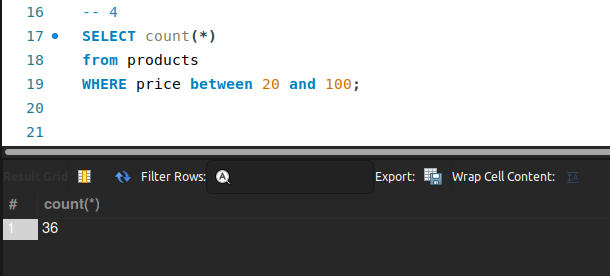 16 -- 4
17 SELECT count(*)
18 from products
19 WHERE price between 20 and 100;
20
21
Result Grid Filter Rows: A Export: Wrap Cell Content: IA
# count(*)
1 36